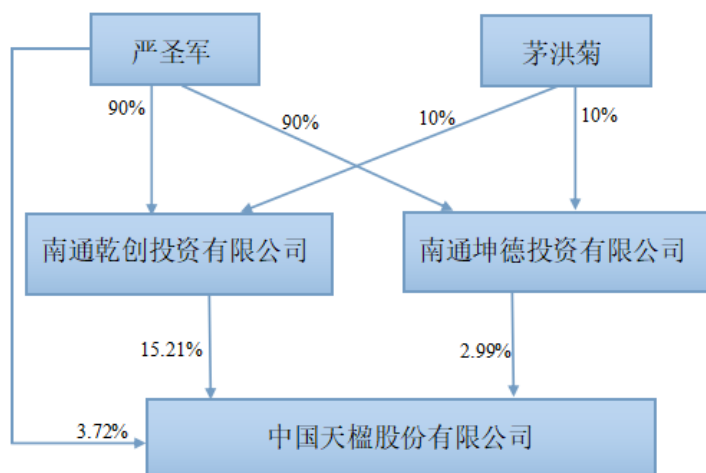 严圣军
茅洪菊
90%
90%
10%
10%
南通乾创投资有限公司
南通坤德投资有限公司
15.21%
2.99%
3.72%
中国天楹股份有限公司